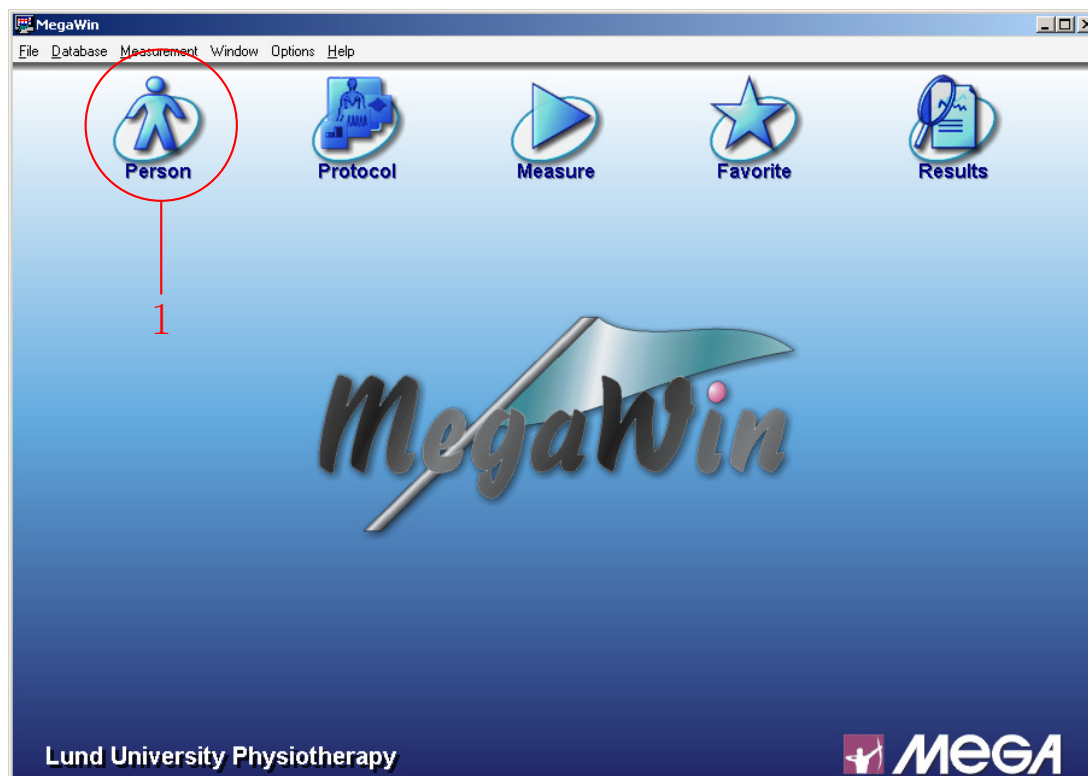 MegaWin
File Database Measurement Window Options Help
Person Protocol Measure Favorite Results
1
MegaWin
Lund University Physiotherapy
MEGA